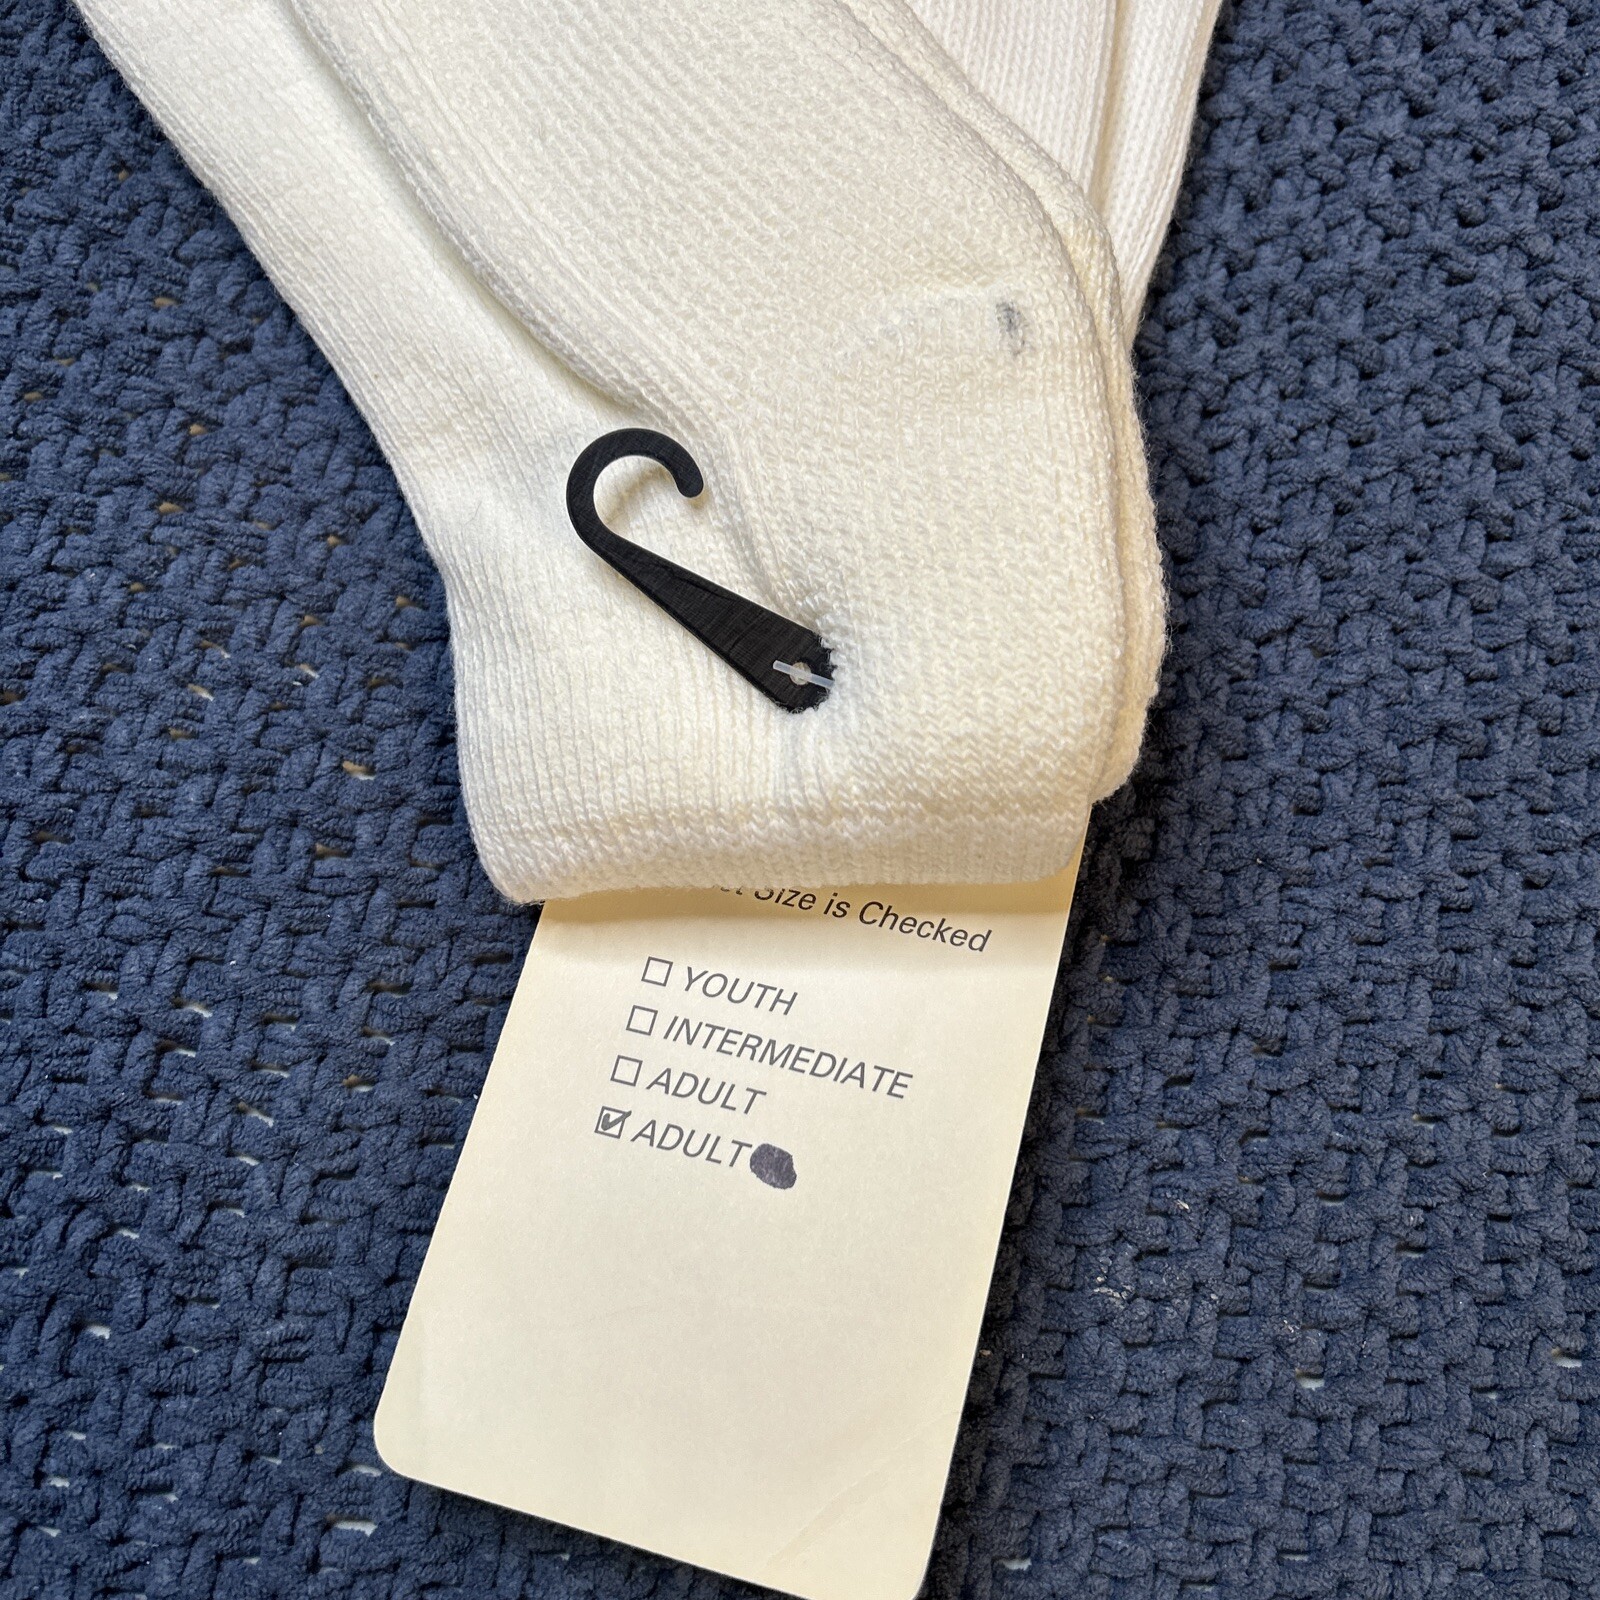 Size is Checked
☐ YOUTH
☐ INTERMEDIATE
☐ ADULT
☑ ADULT